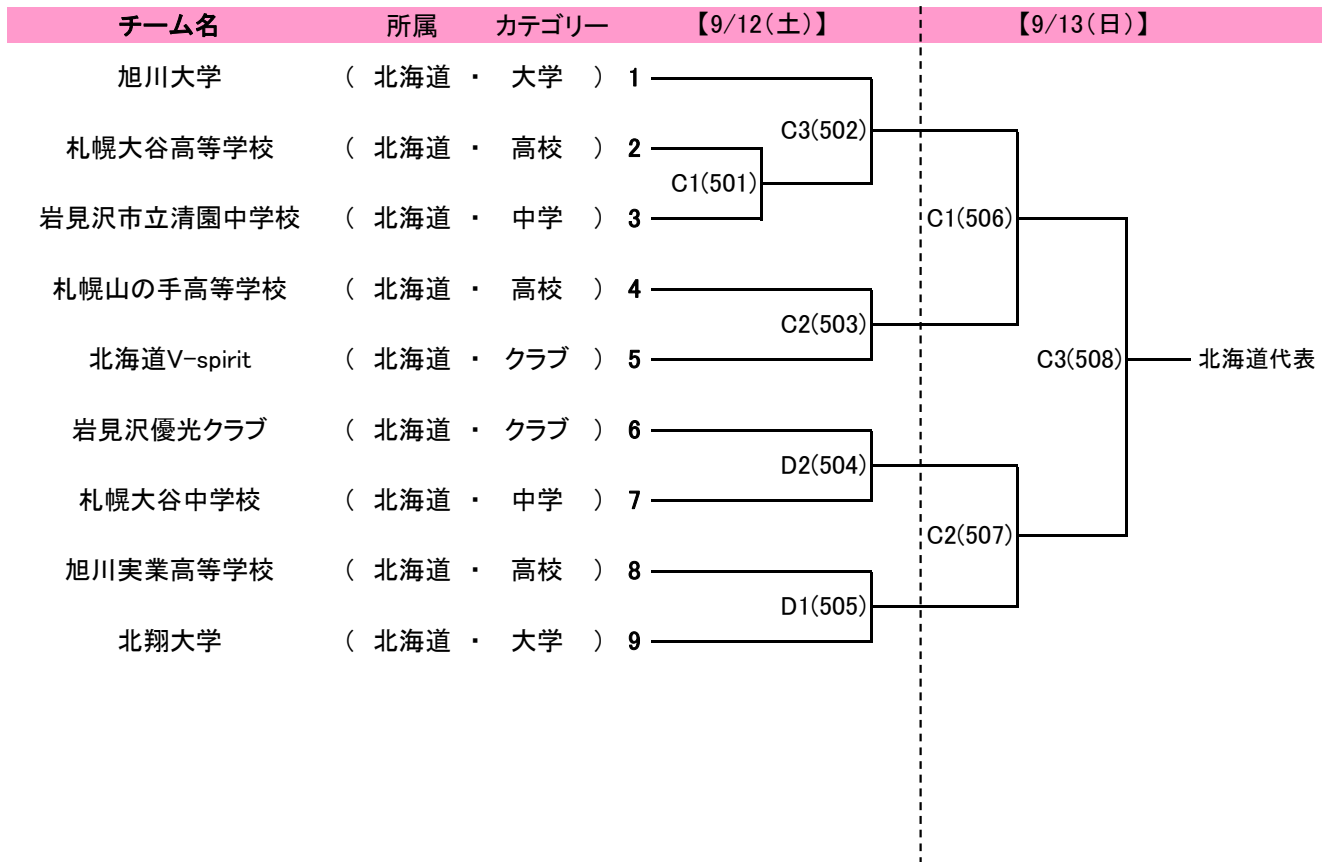 チーム名 所属 カテゴリー 【9/12(土)】 【9/13(日)】
旭川大学 ( 北海道 ・ 大学 ) 1
C3(502)
札幌大谷高等学校 ( 北海道 ・ 高校 ) 2
C1(501)
岩見沢市立清園中学校 ( 北海道 ・ 中学 ) 3
C1(506)
札幌山の手高等学校 ( 北海道 ・ 高校 ) 4
C2(503)
北海道V-spirit ( 北海道 ・ クラブ ) 5
C3(508) 北海道代表
岩見沢優光クラブ ( 北海道 ・ クラブ ) 6
D2(504)
札幌大谷中学校 ( 北海道 ・ 中学 ) 7
C2(507)
旭川実業高等学校 ( 北海道 ・ 高校 ) 8
D1(505)
北翔大学 ( 北海道 ・ 大学 ) 9